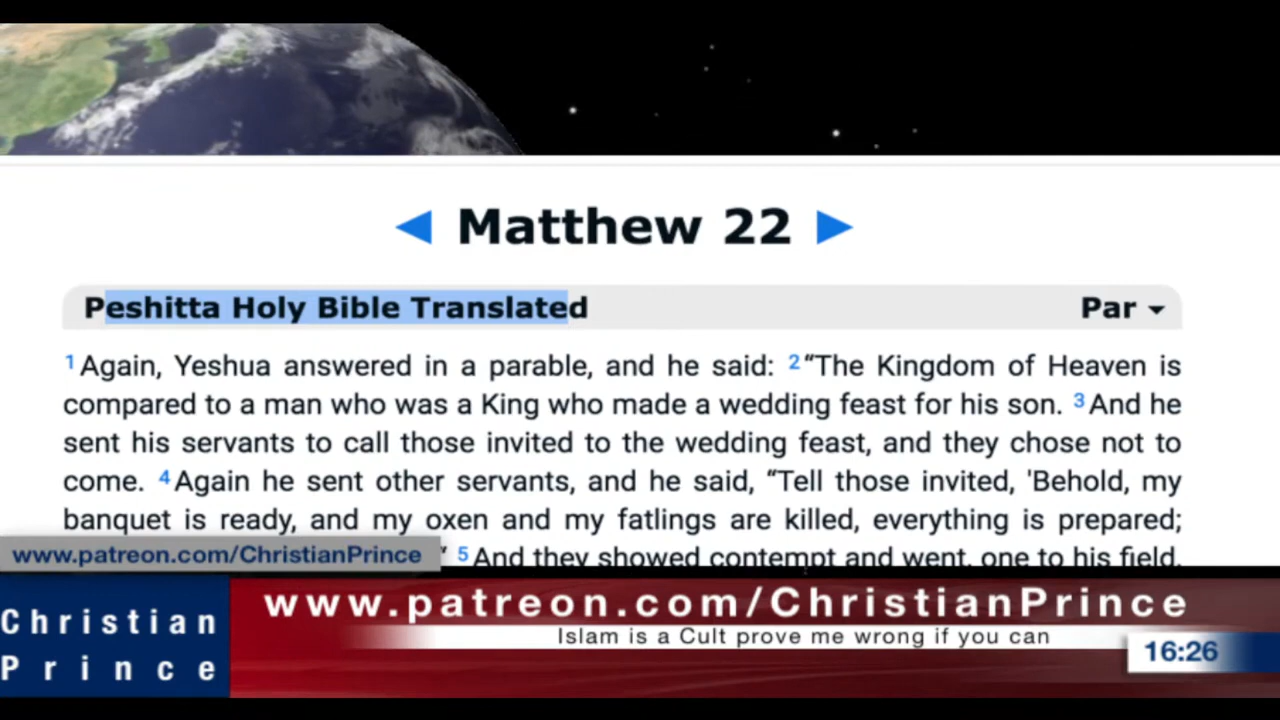 ◄ Matthew 22 ►
Peshitta Holy Bible Translated Par
1 Again, Yeshua answered in a parable, and he said: 2 “The Kingdom of Heaven is
compared to a man who was a King who made a wedding feast for his son. 3 And he
sent his servants to call those invited to the wedding feast, and they chose not to
come. 4 Again he sent other servants, and he said, “Tell those invited, 'Behold, my
banquet is ready, and my oxen and my fatlings are killed, everything is prepared;
“ 5 And they showed contempt and went, one to his field,
www.patreon.com/ChristianPrince
Christian
Prince
www.patreon.com/ChristianPrince
Islam is a Cult prove me wrong if you can
16:26